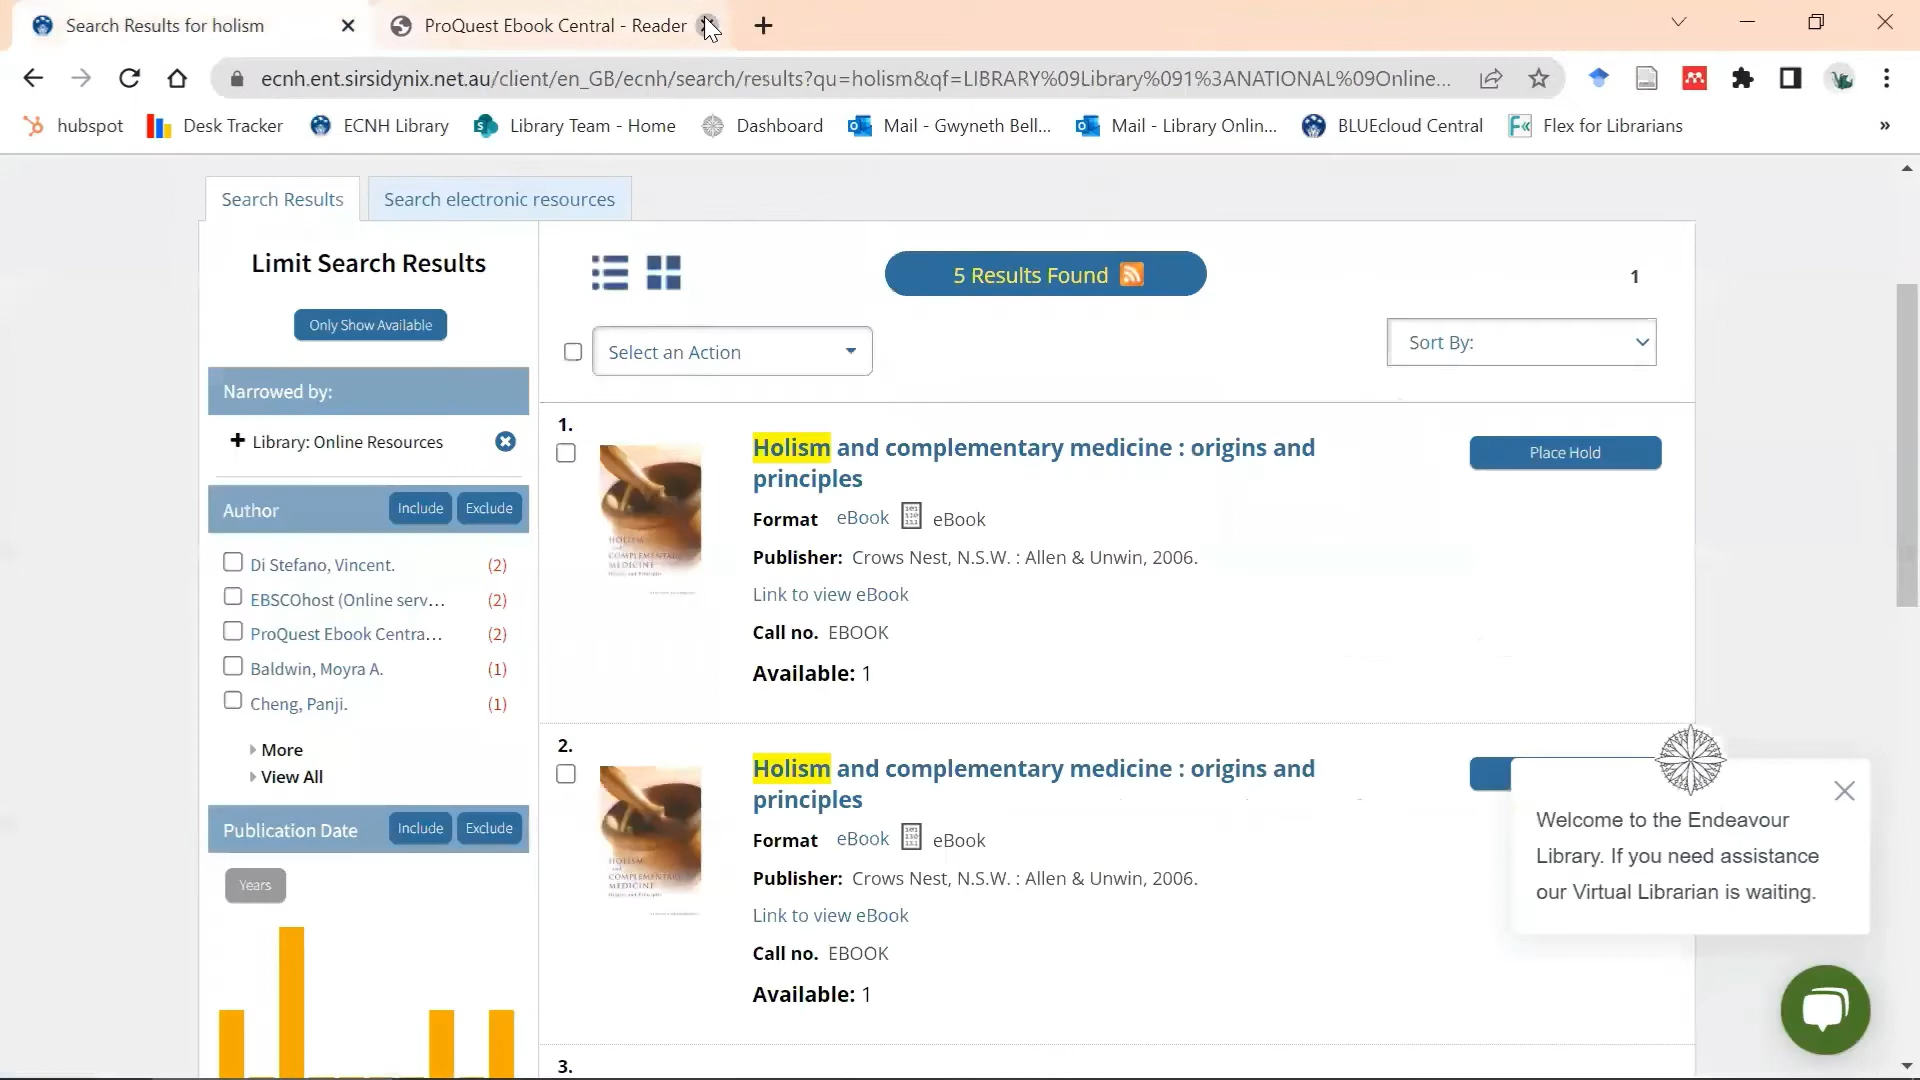 Search Results for holism
ProQuest Ebook Central - Reader
ecnh.ent.sirsidynix.net.au/client/en_GB/ecnh/search/results?qu=holism&qf=LIBRARY%09Library%091%3ANATIONAL%09Online...
hubspot
Desk Tracker
ECNH Library
Library Team - Home
Dashboard
Mail - Gwyneth Bell...
Mail - Library Onlin...
BLUEcloud Central
Flex for Librarians
»
Search Results
Search electronic resources
Limit Search Results
Only Show Available
Narrowed by:
Library: Online Resources
Author
Include
Exclude
Di Stefano, Vincent. (2)
EBSCOhost (Online serv... (2)
ProQuest Ebook Centra... (2)
Baldwin, Moyra A. (1)
Cheng, Panji. (1)
More
View All
Publication Date
Include
Exclude
Years
5 Results Found
1
Select an Action
Sort By:
1.
Holism and complementary medicine : origins and
principles
Place Hold
Format eBook eBook
Publisher: Crows Nest, N.S.W. : Allen & Unwin, 2006.
Link to view eBook
Call no. EBOOK
Available: 1
HOLISM
and
COMPLEMENTARY
MEDICINE
2.
Holism and complementary medicine : origins and
principles
Format eBook eBook
Publisher: Crows Nest, N.S.W. : Allen & Unwin, 2006.
Link to view eBook
Call no. EBOOK
Available: 1
HOLISM
and
COMPLEMENTARY
MEDICINE
3.
Welcome to the Endeavour
Library. If you need assistance
our Virtual Librarian is waiting.